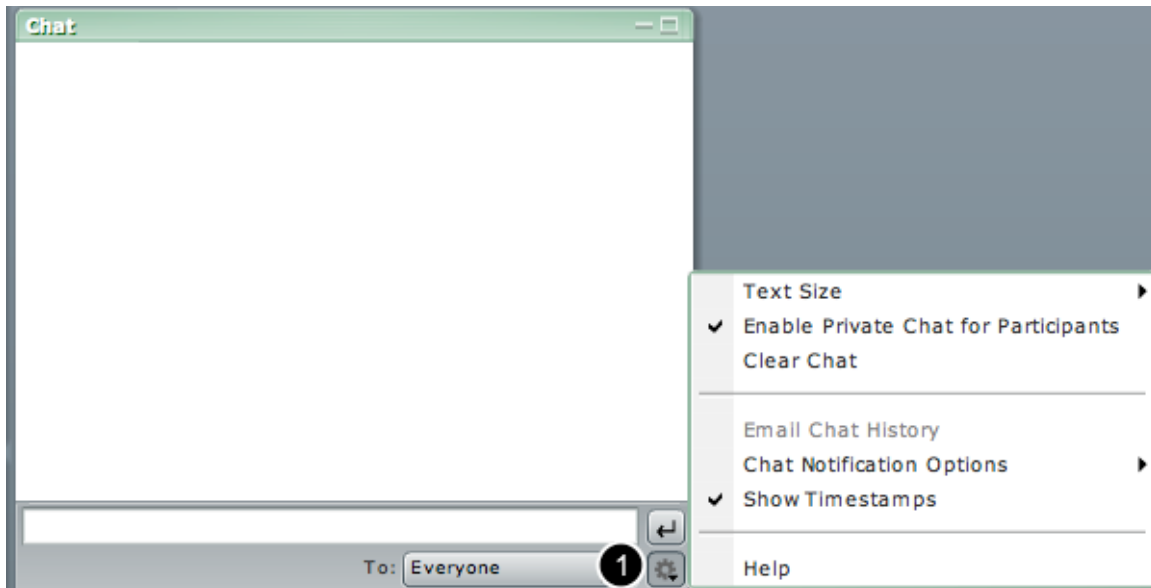 Chat
Text Size
Enable Private Chat for Participants
Clear Chat
Email Chat History
Chat Notification Options
Show Timestamps
Help
To: Everyone
1